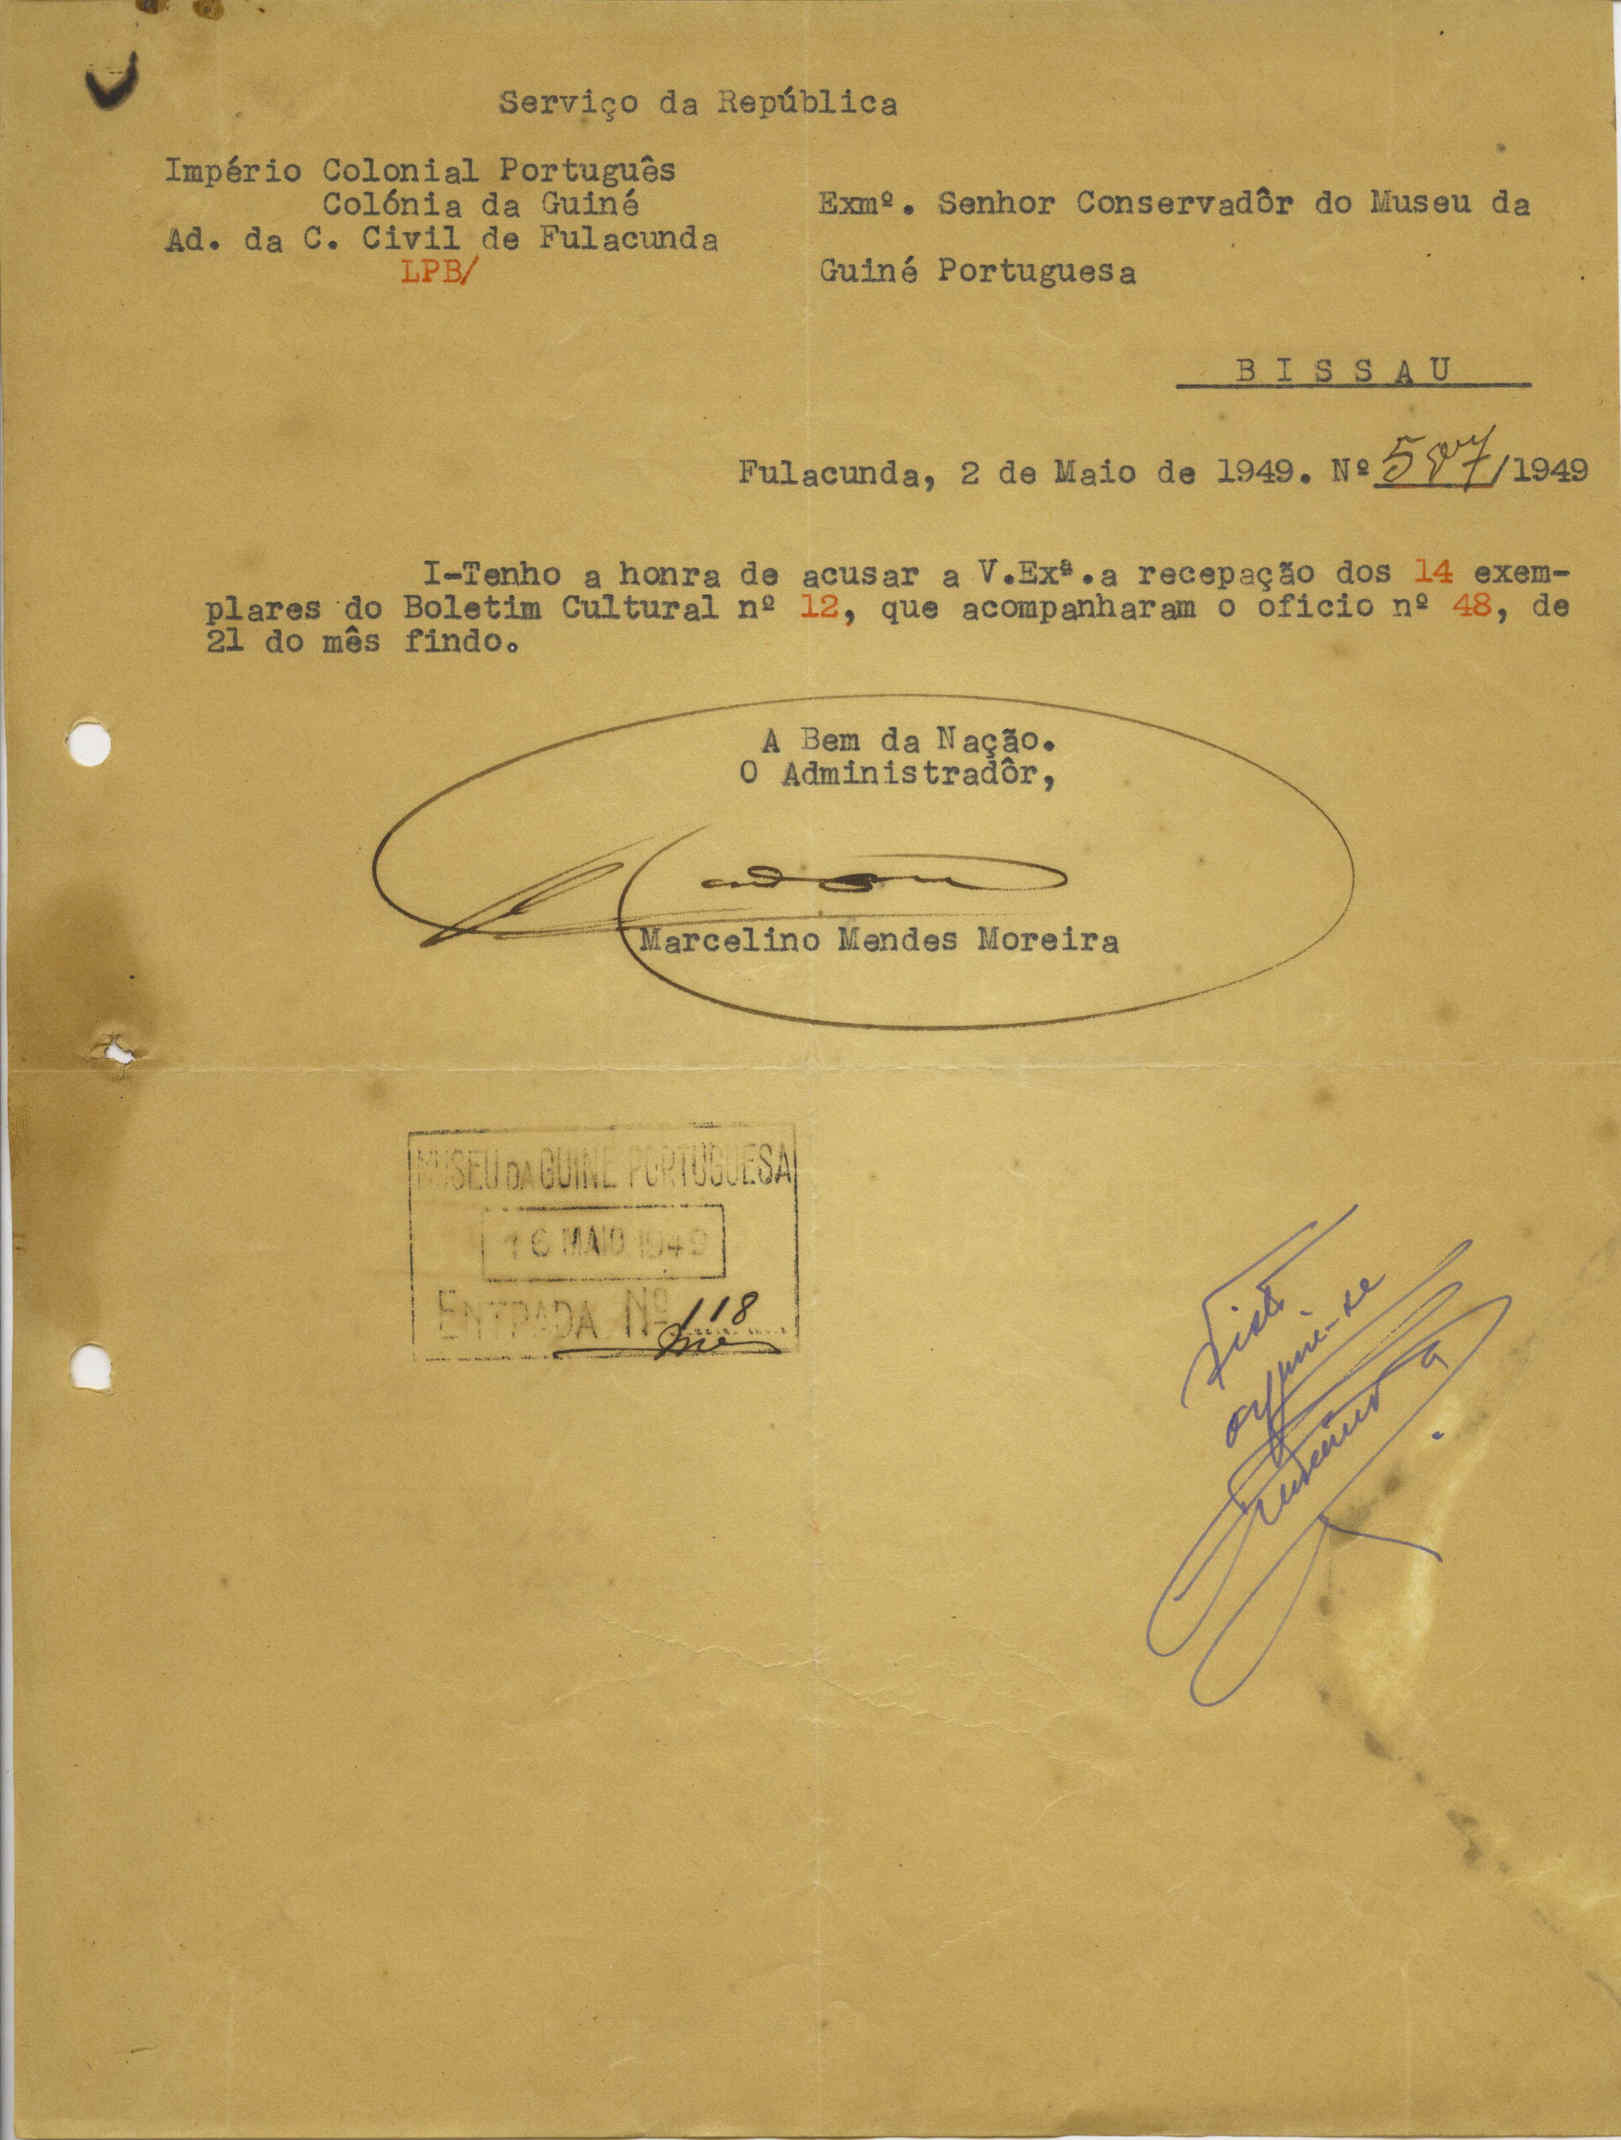 Serviço da República
Império Colonial Português
Colónia da Guiné
Ad. da C. Civil de Fulacunda
LPB/
Exmº. Senhor Conservadôr do Museu da
Guiné Portuguesa
B I S S A U
Fulacunda, 2 de Maio de 1949. Nº 587/1949
I-Tenho a honra de acusar a V.Exª.a recepação dos 14 exem-
plares do Boletim Cultural nº 12, que acompanharam o oficio nº 48, de
21 do mês findo.
A Bem da Nação.
O Administradôr,
Marcelino Mendes Moreira
MUSEU DA GUINÉ PORTUGUESA
16 MAIO 1949
ENTRADA Nº 118
Visto